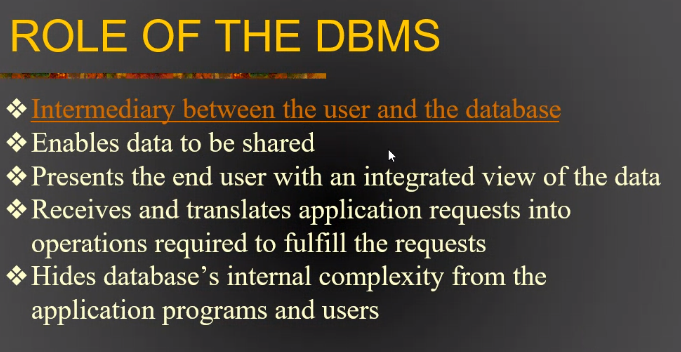 ROLE OF THE DBMS
❖ Intermediary between the user and the database
❖ Enables data to be shared
❖ Presents the end user with an integrated view of the data
❖ Receives and translates application requests into
operations required to fulfill the requests
❖ Hides database’s internal complexity from the
application programs and users